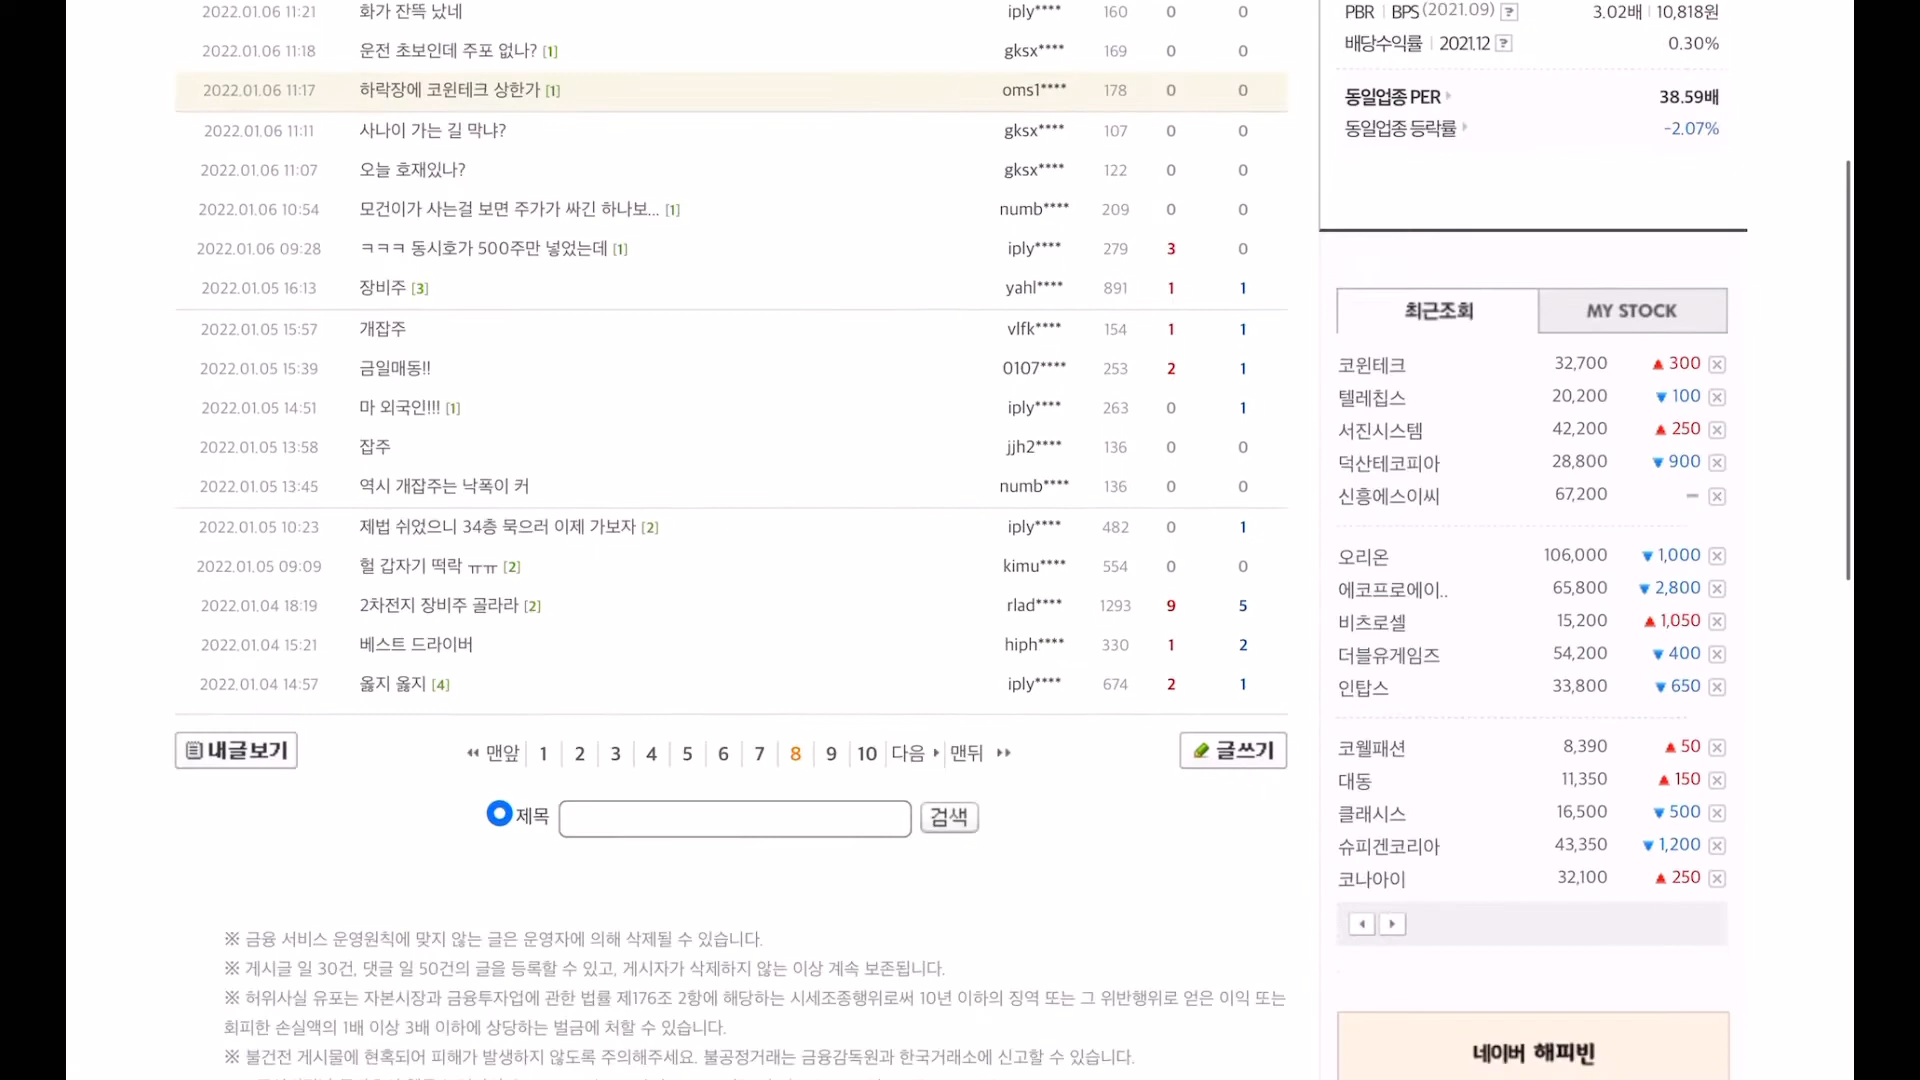 2022.01.06 11:21 화가 잔뜩 났네 iply**** 160 0 0
2022.01.06 11:18 운전 초보인데 주포 없나? [1] gksx**** 169 0 0
2022.01.06 11:17 하락장에 코윈테크 상한가 [1] oms1**** 178 0 0
2022.01.06 11:11 사나이 가는 길 막냐? gksx**** 107 0 0
2022.01.06 11:07 오늘 호재있나? gksx**** 122 0 0
2022.01.06 10:54 모건이가 사는걸 보면 주가가 싸긴 하나보... [1] numb**** 209 0 0
2022.01.06 09:28 ㅋㅋㅋ 동시호가 500주만 넣었는데 [1] iply**** 279 3 0
2022.01.05 16:13 장비주 [3] yahl**** 891 1 1
2022.01.05 15:57 개잡주 vlfk**** 154 1 1
2022.01.05 15:39 금일매동!! 0107**** 253 2 1
2022.01.05 14:51 마 외국인!!! [1] iply**** 263 0 1
2022.01.05 13:58 잡주 jjh2**** 136 0 0
2022.01.05 13:45 역시 개잡주는 낙폭이 커 numb**** 136 0 0
2022.01.05 10:23 제법 쉬었으니 34층 묵으러 이제 가보자 [2] iply**** 482 0 1
2022.01.05 09:09 헐 갑자기 떡락 ㅠㅠ [2] kimu**** 554 0 0
2022.01.04 18:19 2차전지 장비주 골라라 [2] rlad**** 1293 9 5
2022.01.04 15:21 베스트 드라이버 hiph**** 330 1 2
2022.01.04 14:57 옳지 옳지 [4] iply**** 674 2 1
내글보기 맨앞 1 2 3 4 5 6 7 8 9 10 다음 맨뒤 글쓰기
제목 검색
※ 금융 서비스 운영원칙에 맞지 않는 글은 운영자에 의해 삭제될 수 있습니다.
※ 게시글 일 30건, 댓글 일 50건의 글을 등록할 수 있고, 게시자가 삭제하지 않는 이상 계속 보존됩니다.
※ 허위사실 유포는 자본시장과 금융투자업에 관한 법률 제176조 2항에 해당하는 시세조종행위로써 10년 이하의 징역 또는 그 위반행위로 얻은 이익 또는
회피한 손실액의 1배 이상 3배 이하에 상당하는 벌금에 처할 수 있습니다.
※ 불건전 게시물에 현혹되어 피해가 발생하지 않도록 주의해주세요. 불공정거래는 금융감독원과 한국거래소에 신고할 수 있습니다.
PBR | BPS (2021.09) ? 3.02배 | 10,818원
배당수익률 | 2021.12 ? 0.30%
동일업종 PER 38.59배
동일업종 등락률 -2.07%
최근조회 MY STOCK
코윈테크 32,700 ▲300
텔레칩스 20,200 ▼100
서진시스템 42,200 ▲250
덕산테코피아 28,800 ▼900
신흥에스이씨 67,200 -
오리온 106,000 ▼1,000
에코프로에이.. 65,800 ▼2,800
비츠로셀 15,200 ▲1,050
더블유게임즈 54,200 ▼400
인탑스 33,800 ▼650
코웰패션 8,390 ▲50
대동 11,350 ▲150
클래시스 16,500 ▼500
슈피겐코리아 43,350 ▼1,200
코나아이 32,100 ▲250
네이버 해피빈